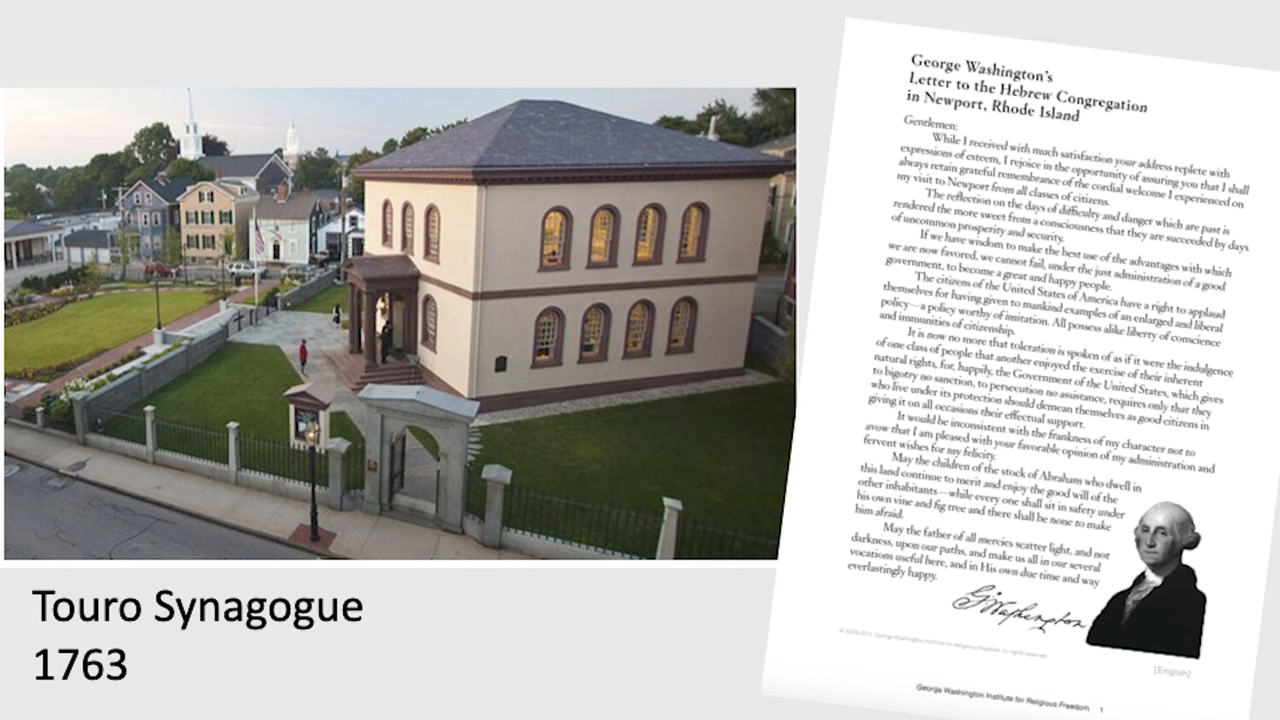 Touro Synagogue
1763
George Washington's
Letter to the Hebrew Congregation
in Newport, Rhode Island
Gentlemen:
While I received with much satisfaction your address replete with
expressions of esteem, I rejoice in the opportunity of assuring you that I shall
always retain grateful remembrance of the cordial welcome I experienced on
my visit to Newport from all classes of citizens.
The reflection on the days of difficulty and danger which are past is
rendered the more sweet from a consciousness that they are succeeded by days
of uncommon prosperity and security.
If we have wisdom to make the best use of the advantages with which
we are now favored, we cannot fail, under the just administration of a good
government, to become a great and happy people.
The citizens of the United States of America have a right to applaud
themselves for having given to mankind examples of an enlarged and liberal
policy—a policy worthy of imitation. All possess alike liberty of conscience
and immunities of citizenship.
It is now no more that toleration is spoken of as if it were the indulgence
of one class of people that another enjoyed the exercise of their inherent
natural rights, for, happily, the Government of the United States, which gives
to bigotry no sanction, to persecution no assistance, requires only that they
who live under its protection should demean themselves as good citizens in
giving it on all occasions their effectual support.
It would be inconsistent with the frankness of my character not to
avow that I am pleased with your favorable opinion of my administration and
fervent wishes for my felicity.
May the children of the stock of Abraham who dwell in
this land continue to merit and enjoy the good will of the
other inhabitants—while every one shall sit in safety under
his own vine and fig tree and there shall be none to make
him afraid.
May the father of all mercies scatter light, and not
darkness, upon our paths, and make us all in our several
vocations useful here, and in His own due time and way
everlastingly happy.
G Washington
George Washington Institute for Religious Freedom. All rights reserved
[English]
George Washington Institute for Religious Freedom 1